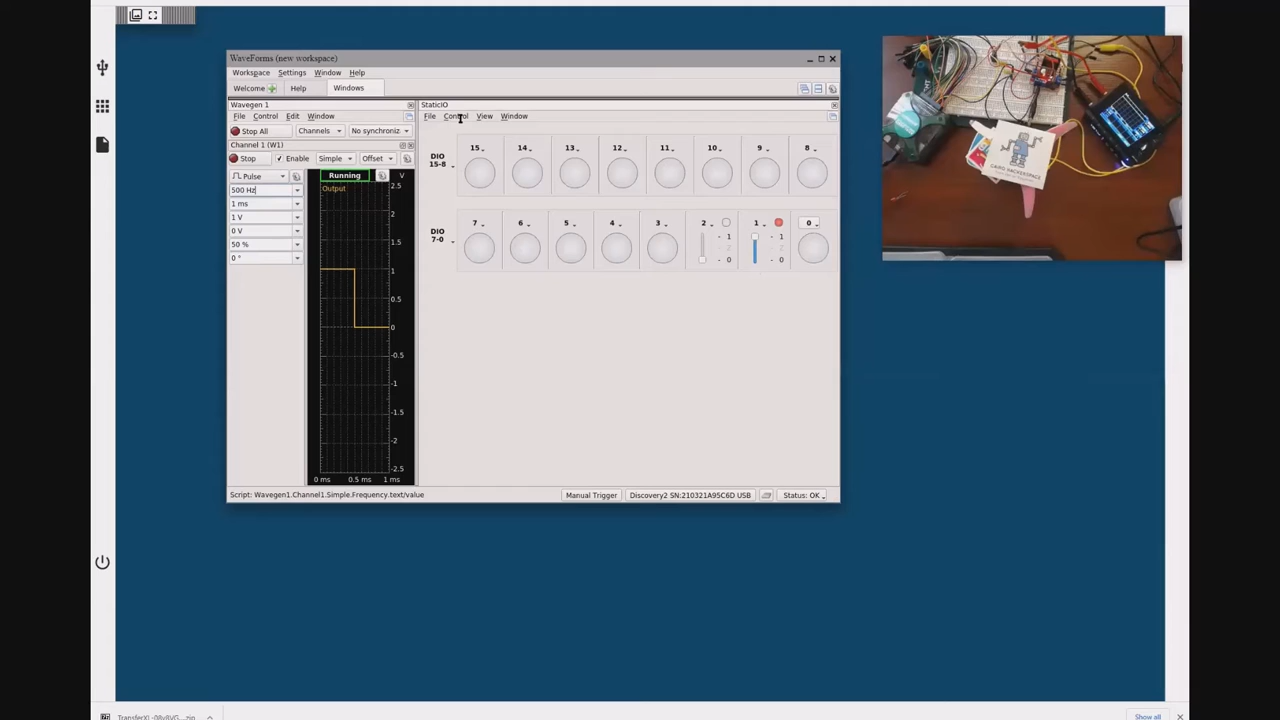 WaveForms (new workspace)
Workspace Settings Window Help
Welcome Help Windows
Wavegen 1
File Control Edit Window
Stop All Channels No synchroniz
Channel 1 (W1)
Stop Enable Simple Offset
Pulse
500 Hz
1 ms
1 V
0 V
50 %
0 °
Running V
Output
2.5
2
1.5
1
0.5
0
-0.5
-1
-1.5
-2
-2.5
0 ms 0.5 ms 1 ms
StaticIO
File Control View Window
DIO
15-8
15 14 13 12 11 10 9 8
DIO
7-0
7 6 5 4 3 2 1 0
- 1 - 1
- 0 - 0
Script: Wavegen1.Channel1.Simple.Frequency.text/value
Manual Trigger Discovery2 SN:210321A95C6D USB Status: OK
CAIRO HACKERSPACE
Show all